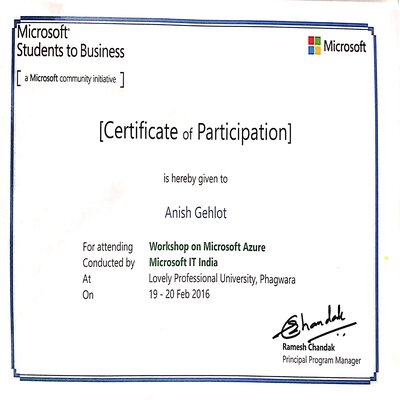 Microsoft®
Students to Business
[ a Microsoft community initiative ]
Microsoft
[Certificate of Participation]
is hereby given to
Anish Gehlot
For attending Workshop on Microsoft Azure
Conducted by Microsoft IT India
At Lovely Professional University, Phagwara
On 19 - 20 Feb 2016
Chandak
Ramesh Chandak
Principal Program Manager